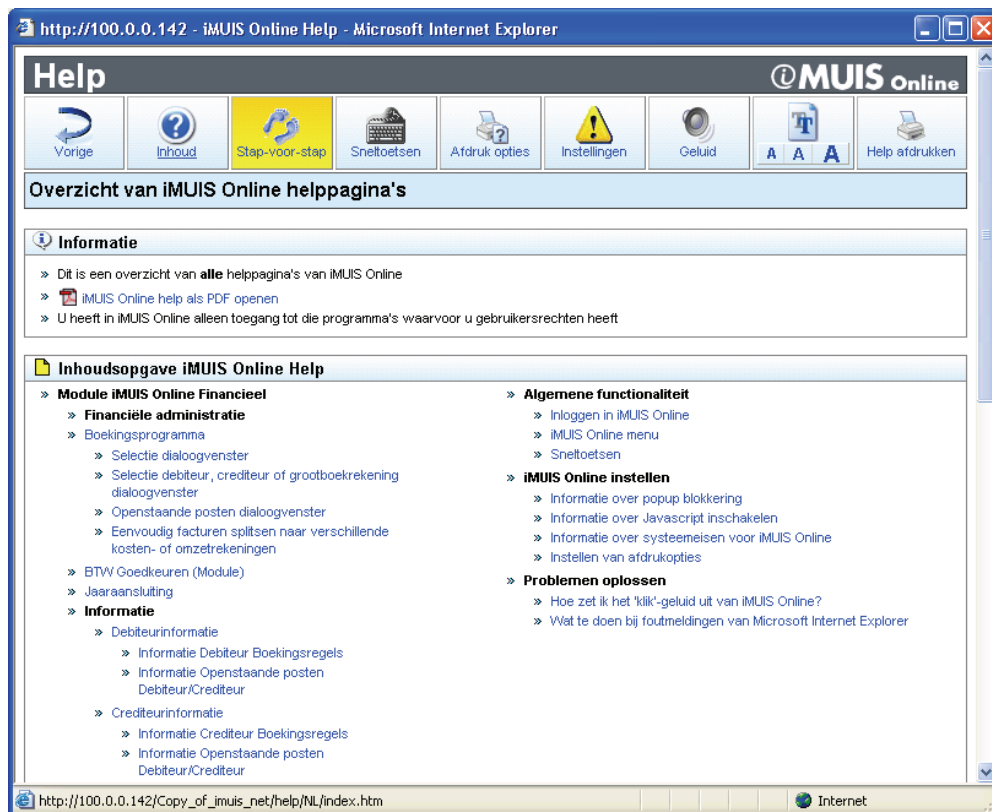 http://100.0.0.142 - iMUIS Online Help - Microsoft Internet Explorer
Help
iMUIS Online
Vorige
Inhoud
Stap-voor-stap
Sneltoetsen
Afdruk opties
Instellingen
Geluid
A A A
Help afdrukken
Overzicht van iMUIS Online helppagina's
Informatie
» Dit is een overzicht van alle helppagina's van iMUIS Online
» iMUIS Online help als PDF openen
» U heeft in iMUIS Online alleen toegang tot die programma's waarvoor u gebruikersrechten heeft
Inhoudsopgave iMUIS Online Help
» Module iMUIS Online Financieel
» Financiële administratie
» Boekingsprogramma
» Selectie dialoogvenster
» Selectie debiteur, crediteur of grootboekrekening
dialoogvenster
» Openstaande posten dialoogvenster
» Eenvoudig facturen splitsen naar verschillende
kosten- of omzetrekeningen
» BTW Goedkeuren (Module)
» Jaaraansluiting
» Informatie
» Debiteurinformatie
» Informatie Debiteur Boekingsregels
» Informatie Openstaande posten
Debiteur/Crediteur
» Crediteurinformatie
» Informatie Crediteur Boekingsregels
» Informatie Openstaande posten
Debiteur/Crediteur
» Algemene functionaliteit
» Inloggen in iMUIS Online
» iMUIS Online menu
» Sneltoetsen
» iMUIS Online instellen
» Informatie over popup blokkering
» Informatie over Javascript inschakelen
» Informatie over systeemeisen voor iMUIS Online
» Instellen van afdrukopties
» Problemen oplossen
» Hoe zet ik het 'klik'-geluid uit van iMUIS Online?
» Wat te doen bij foutmeldingen van Microsoft Internet Explorer
http://100.0.0.142/Copy_of_imuis_net/help/NL/index.htm
Internet